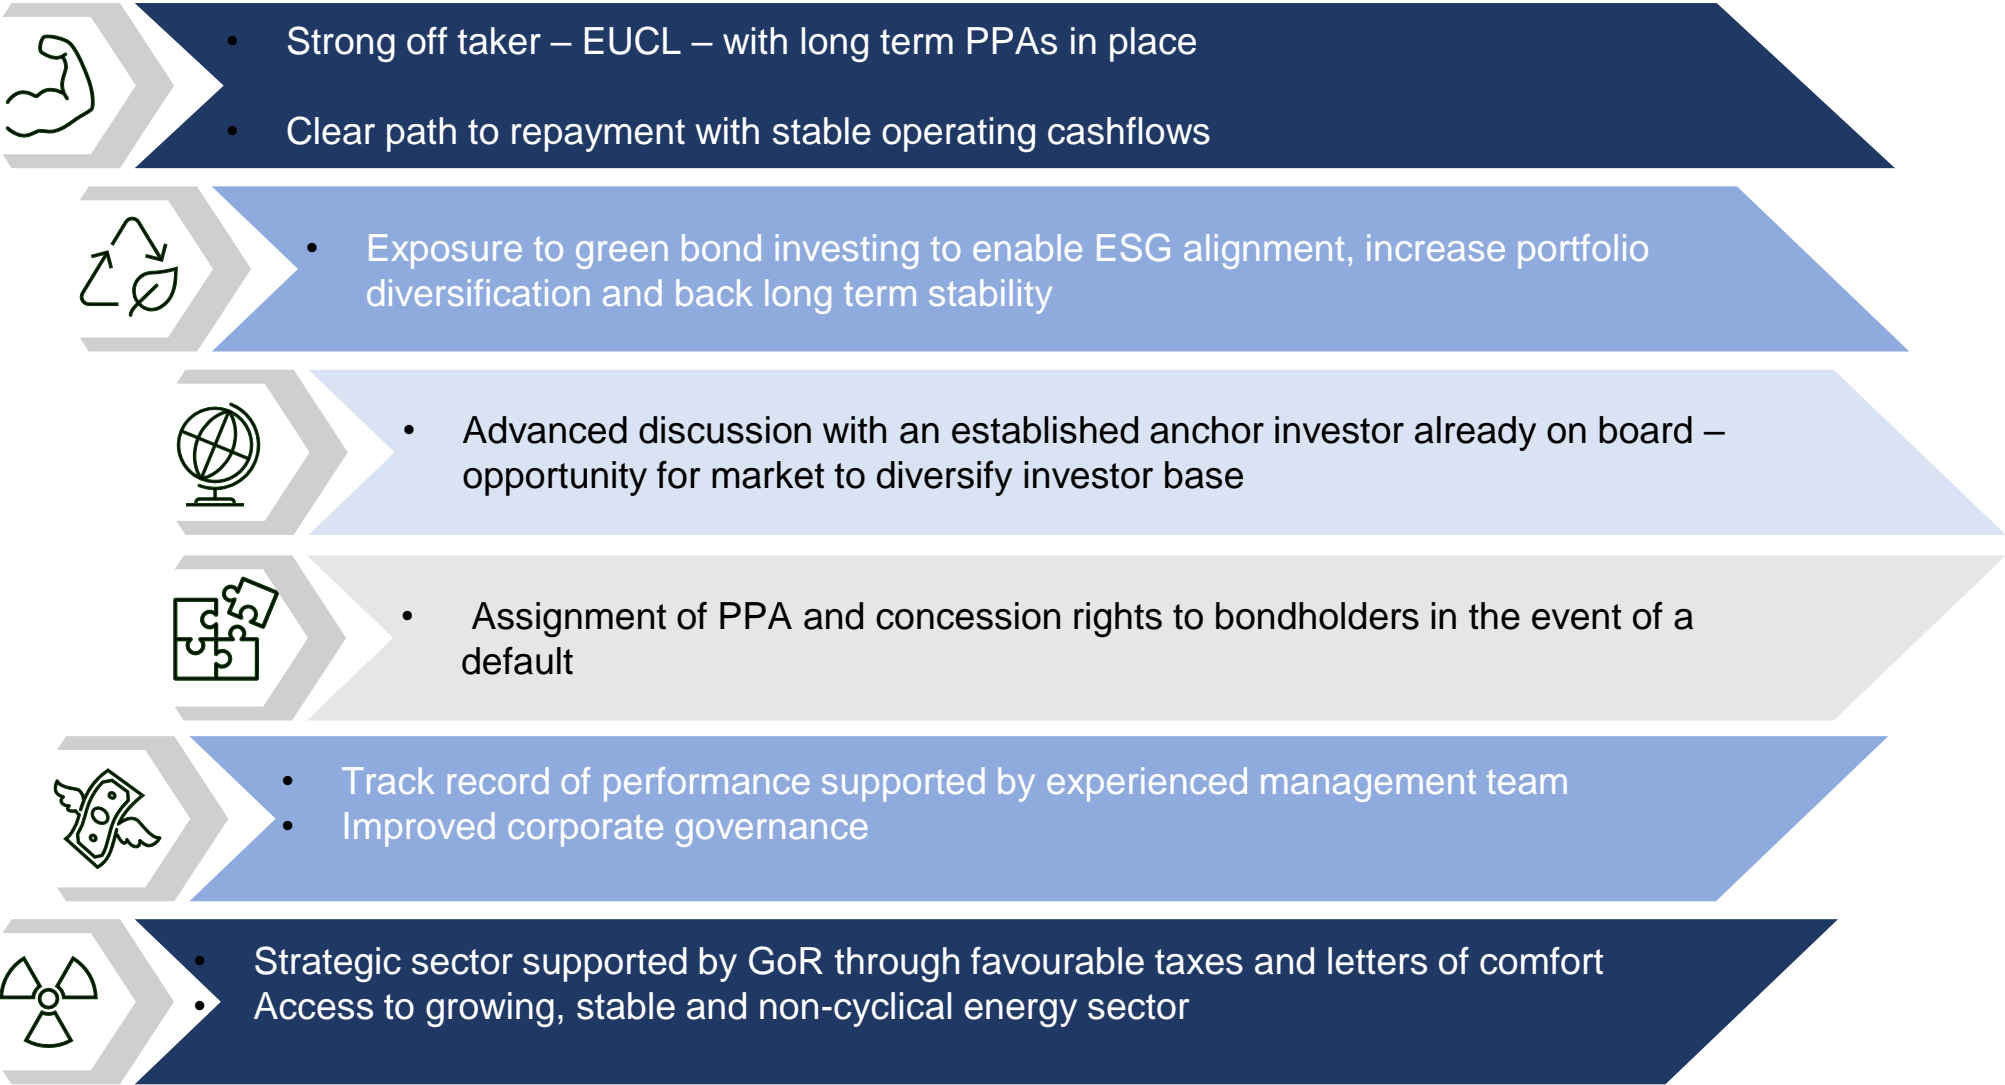 • Strong off taker – EUCL – with long term PPAs in place
• Clear path to repayment with stable operating cashflows
• Exposure to green bond investing to enable ESG alignment, increase portfolio
diversification and back long term stability
• Advanced discussion with an established anchor investor already on board –
opportunity for market to diversify investor base
• Assignment of PPA and concession rights to bondholders in the event of a
default
• Track record of performance supported by experienced management team
• Improved corporate governance
• Strategic sector supported by GoR through favourable taxes and letters of comfort
• Access to growing, stable and non-cyclical energy sector